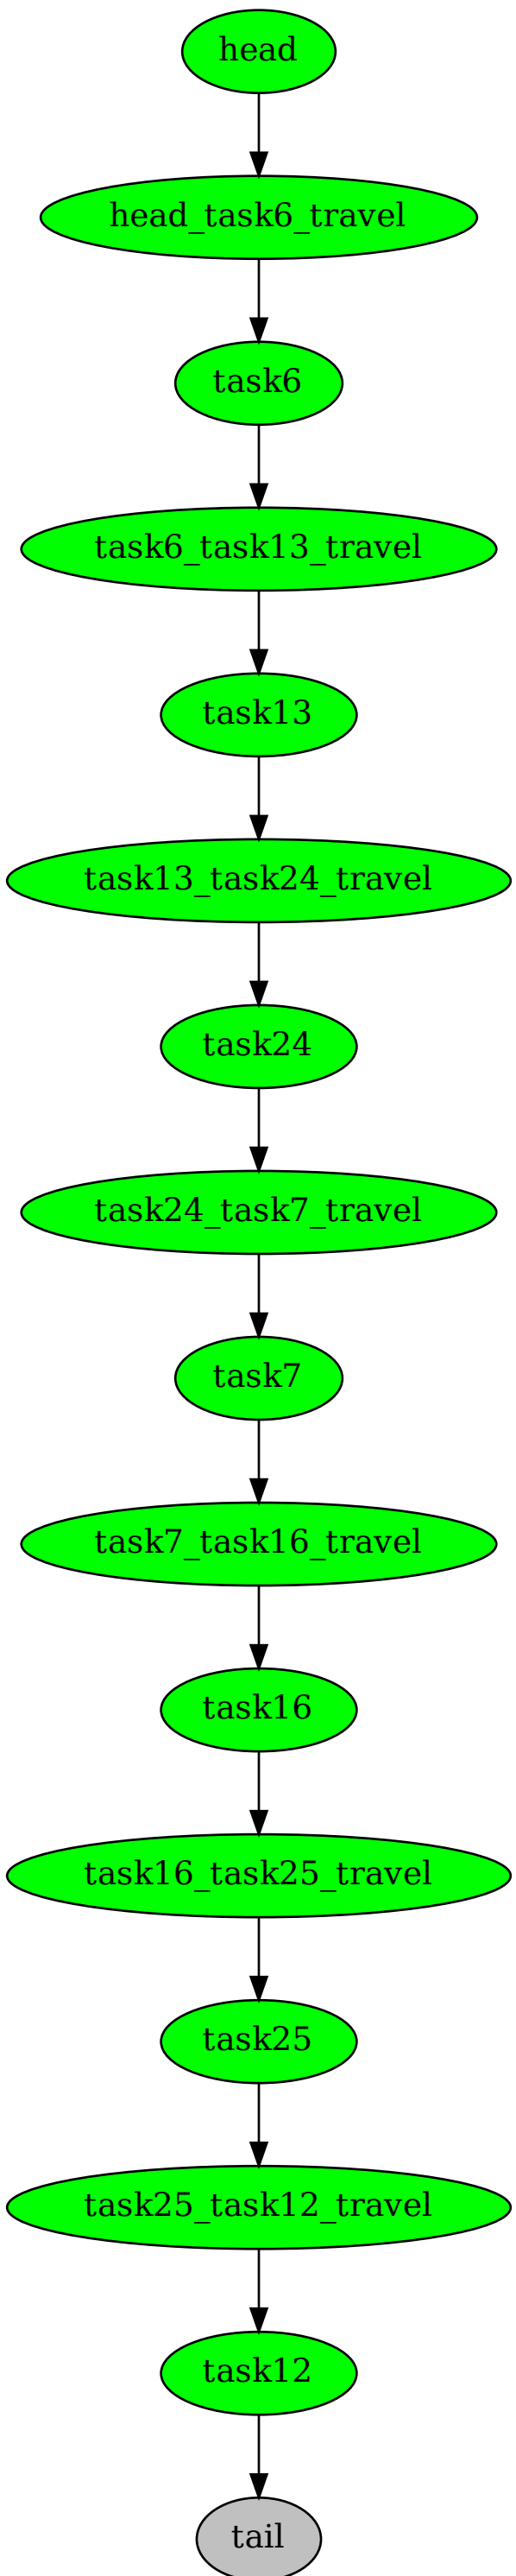 head
head_task6_travel
task6
task6_task13_travel
task13
task13_task24_travel
task24
task24_task7_travel
task7
task7_task16_travel
task16
task16_task25_travel
task25
task25_task12_travel
task12
tail